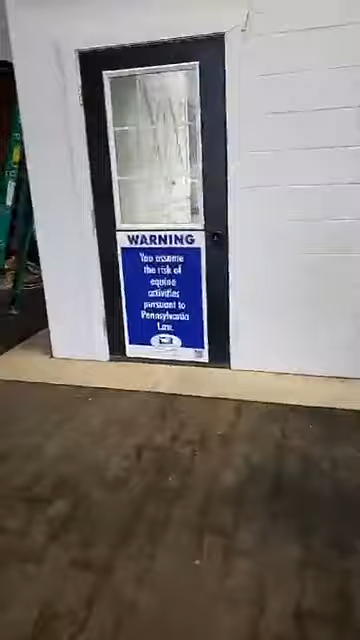 WARNING
You assume
the risk of
equine
activities
pursuant to
Pennsylvania
Law.